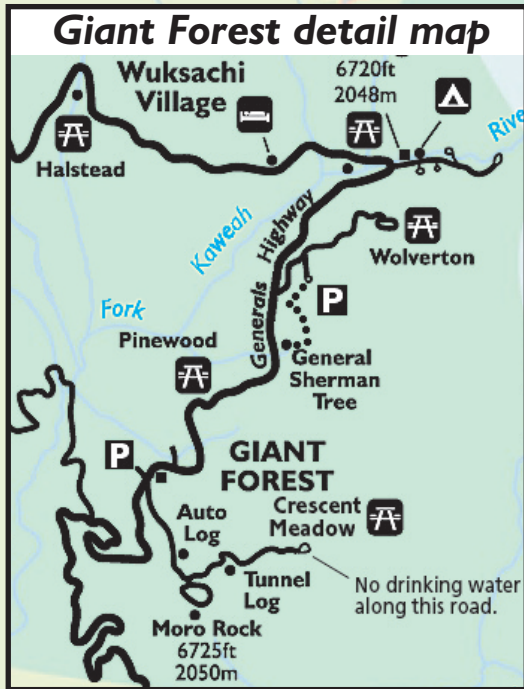 Giant Forest detail map
Wuksachi
Village
6720ft
2048m
Halstead
Kaweah
Generals Highway
Wolverton
Fork
P
Pinewood
General
Sherman
Tree
P
GIANT
FOREST
Auto
Log
Crescent
Meadow
Tunnel
Log
No drinking water
along this road.
Moro Rock
6725ft
2050m